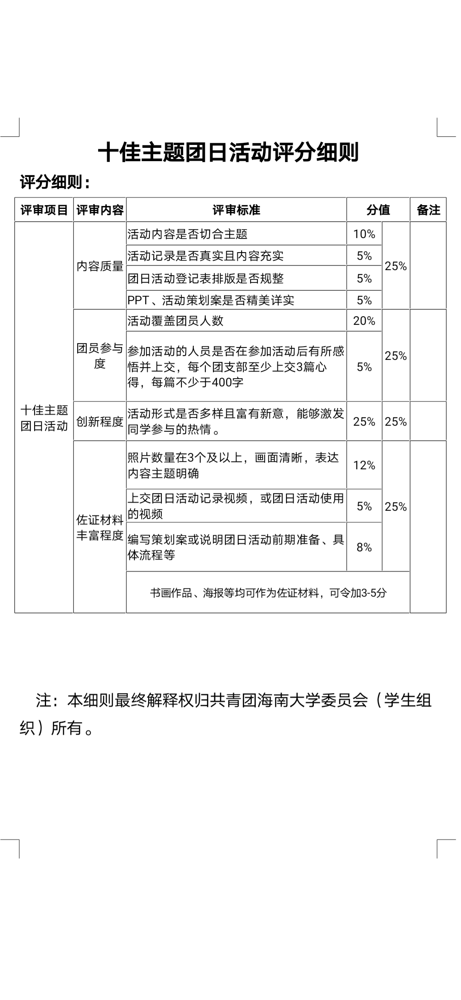 十佳主题团日活动评分细则
评分细则：
评审项目 评审内容 评审标准 分值 备注
十佳主题
团日活动
内容质量
活动内容是否切合主题 10%
活动记录是否真实且内容充实 5%
团日活动登记表排版是否规整 5%
PPT、活动策划案是否精美详实 5%
25%
团员参与
度
活动覆盖团员人数 20%
参加活动的人员是否在参加活动后有所感
悟并上交，每个团支部至少上交3篇心
得，每篇不少于400字
5%
25%
创新程度
活动形式是否多样且富有新意，能够激发
同学参与的热情。
25% 25%
佐证材料
丰富程度
照片数量在3个及以上，画面清晰，表达
内容主题明确
12%
上交团日活动记录视频，或团日活动使用
的视频
5%
编写策划案或说明团日活动前期准备、具
体流程等
8%
25%
书画作品、海报等均可作为佐证材料，可令加3-5分
注：本细则最终解释权归共青团海南大学委员会（学生组
织）所有。